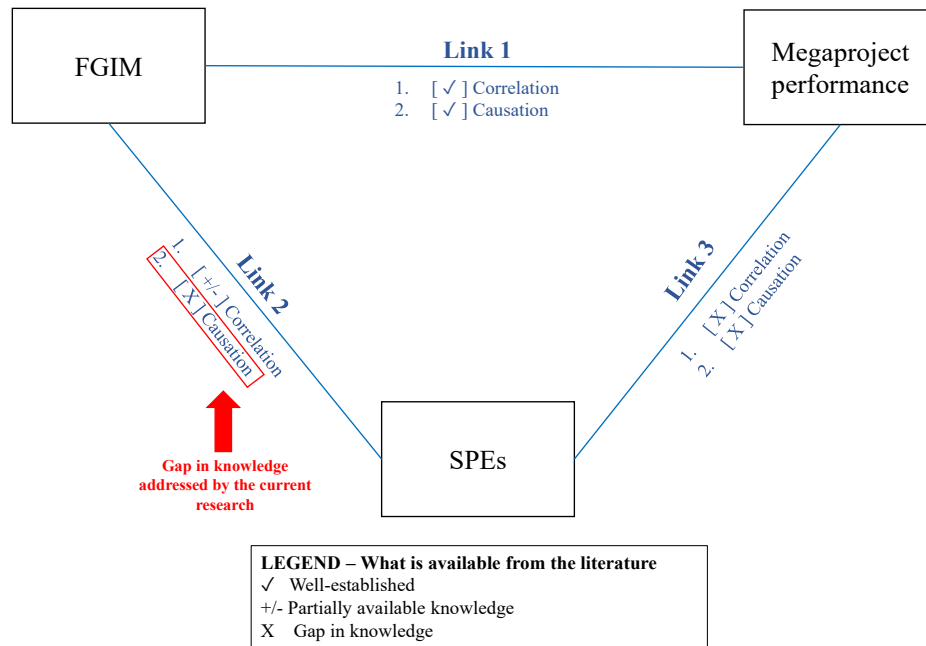 FGIM
Link 1
1. [ ✓ ] Correlation
2. [ ✓ ] Causation
Megaproject
performance
Link 2
1. [ +/- ] Correlation
2. [ X ] Causation
Link 3
1. [ X ] Correlation
2. [ X ] Causation
Gap in knowledge
addressed by the current
research
SPEs
LEGEND – What is available from the literature
✓ Well-established
+/- Partially available knowledge
X Gap in knowledge